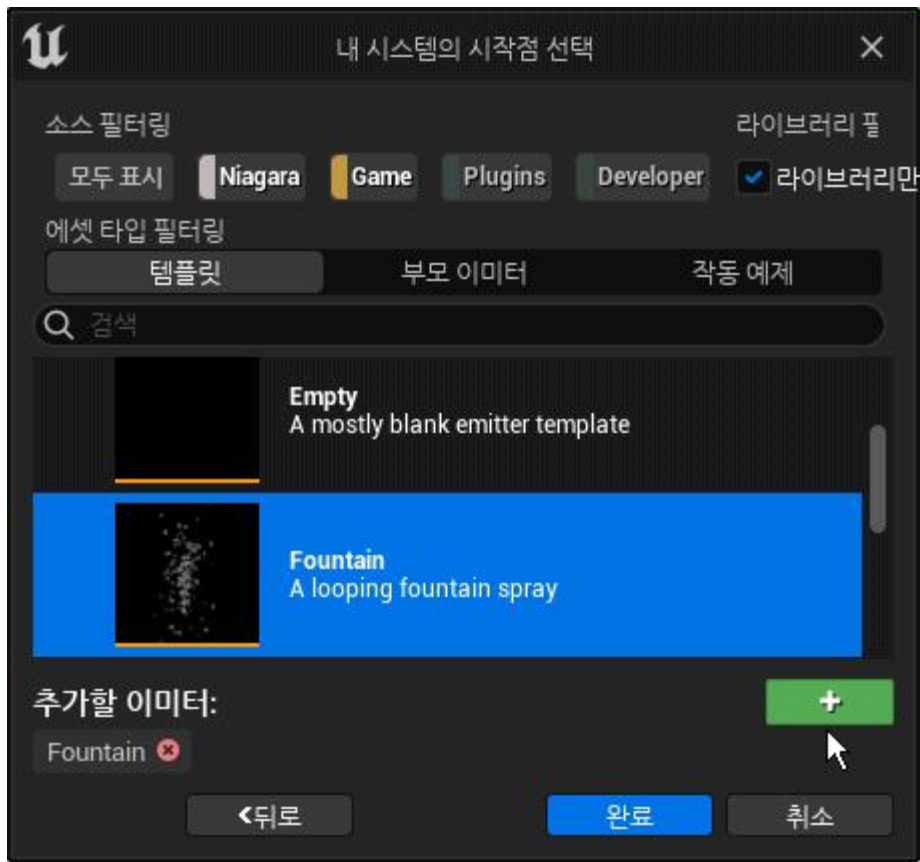 내 시스템의 시작점 선택
소스 필터링 라이브러리 필
모두 표시 Niagara Game Plugins Developer 라이브러리만
에셋 타입 필터링
템플릿 부모 이미터 작동 예제
검색
Empty
A mostly blank emitter template
Fountain
A looping fountain spray
추가할 이미터:
Fountain
<뒤로 완료 취소